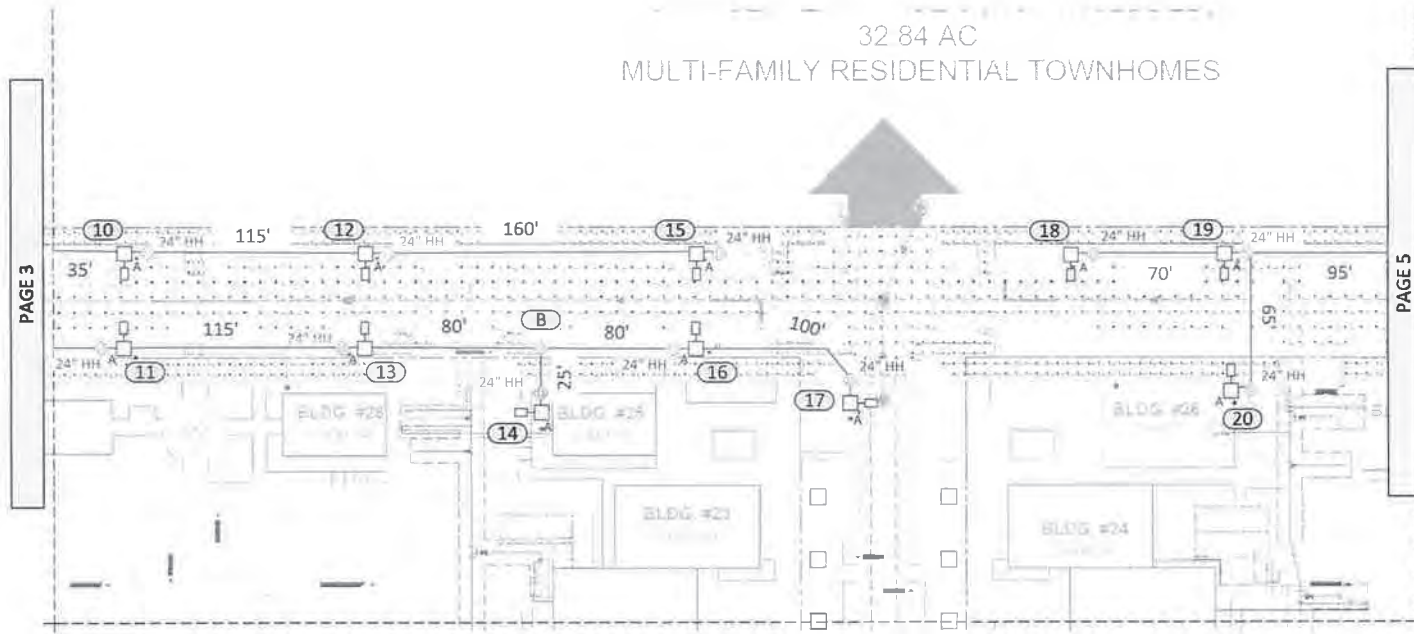 32.84 AC
MULTI-FAMILY RESIDENTIAL TOWNHOMES
PAGE 3
PAGE 5
10
24" HH
115'
12
24" HH
160'
15
24" HH
18
24" HH
19
24" HH
35'
A
A
A
A
A
70'
95'
115'
24" HH
80'
B
80'
100'
65
24" HH
A
11
A
13
24" HH
25'
24" HH
A
16
24" HH
17
A
24" HH
A
20
14
A
BLDG #28
BLDG #25
BLDG #26
BLDG #23
BLDG #24